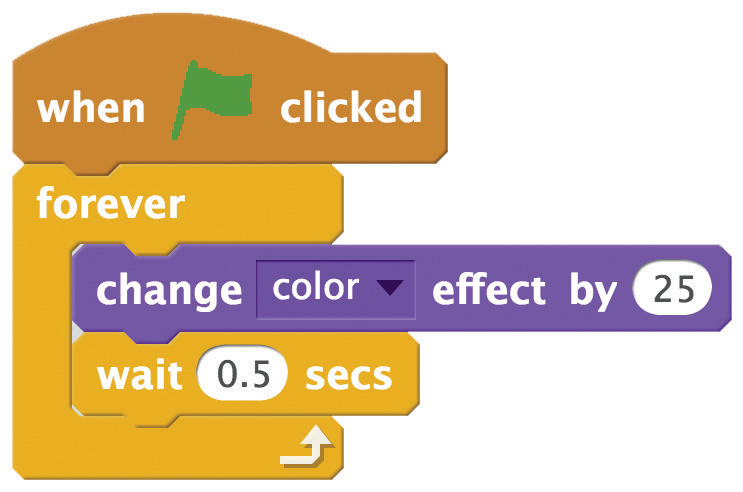 when clicked
forever
change color effect by 25
wait 0.5 secs